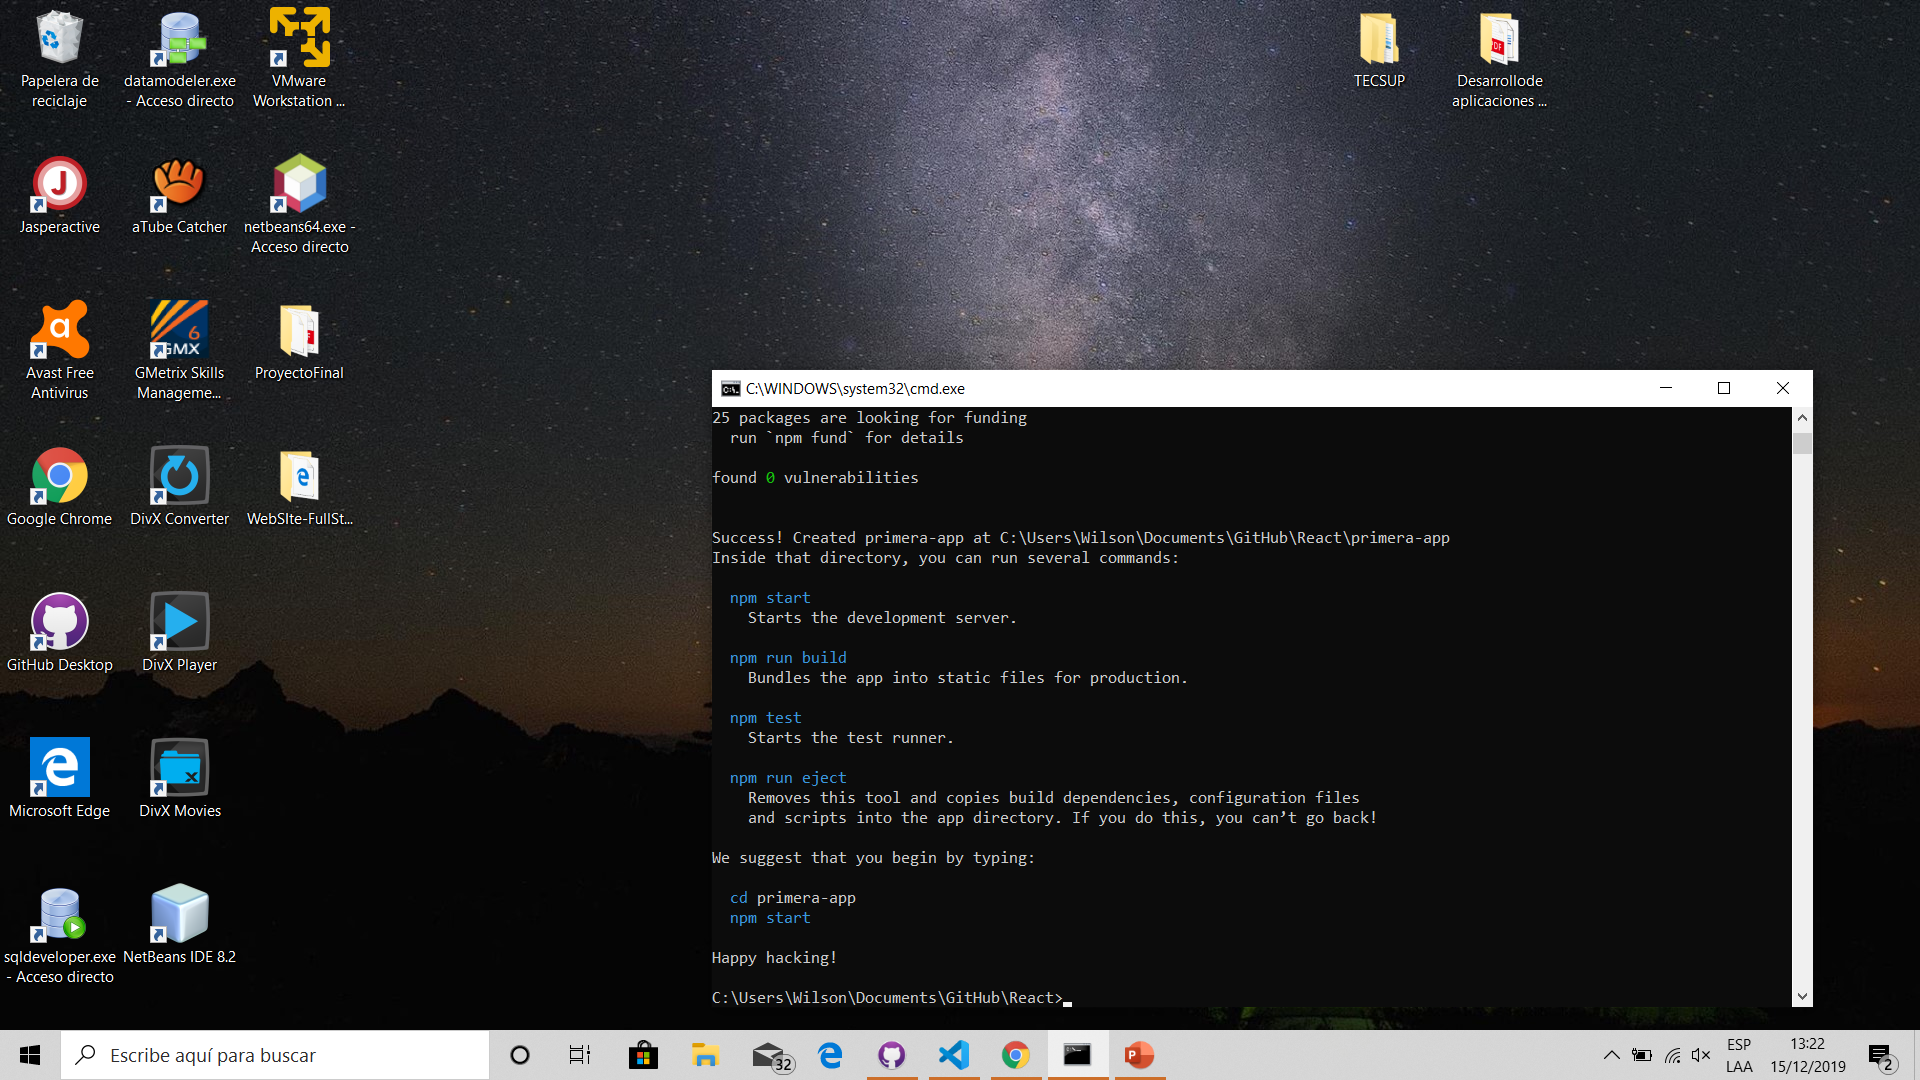 Papelera de
reciclaje
datamodeler.exe
- Acceso directo
VMware
Workstation ...
TECSUP
Desarrollode
aplicaciones ...
PDF
J
Jasperactive
aTube Catcher
netbeans64.exe -
Acceso directo
a
Avast Free
Antivirus
6
GMX
GMetrix Skills
Manageme...
ProyectoFinal
Google Chrome
DivX Converter
WebSIte-FullSt...
GitHub Desktop
DivX Player
Microsoft Edge
DivX Movies
sqldeveloper.exe
- Acceso directo
NetBeans IDE 8.2
C:\WINDOWS\system32\cmd.exe
25 packages are looking for funding
run `npm fund` for details
found 0 vulnerabilities
Success! Created primera-app at C:\Users\Wilson\Documents\GitHub\React\primera-app
Inside that directory, you can run several commands:
npm start
Starts the development server.
npm run build
Bundles the app into static files for production.
npm test
Starts the test runner.
npm run eject
Removes this tool and copies build dependencies, configuration files
and scripts into the app directory. If you do this, you can’t go back!
We suggest that you begin by typing:
cd primera-app
npm start
Happy hacking!
C:\Users\Wilson\Documents\GitHub\React>
Escribe aquí para buscar
32
P
ESP
LAA
13:22
15/12/2019
2